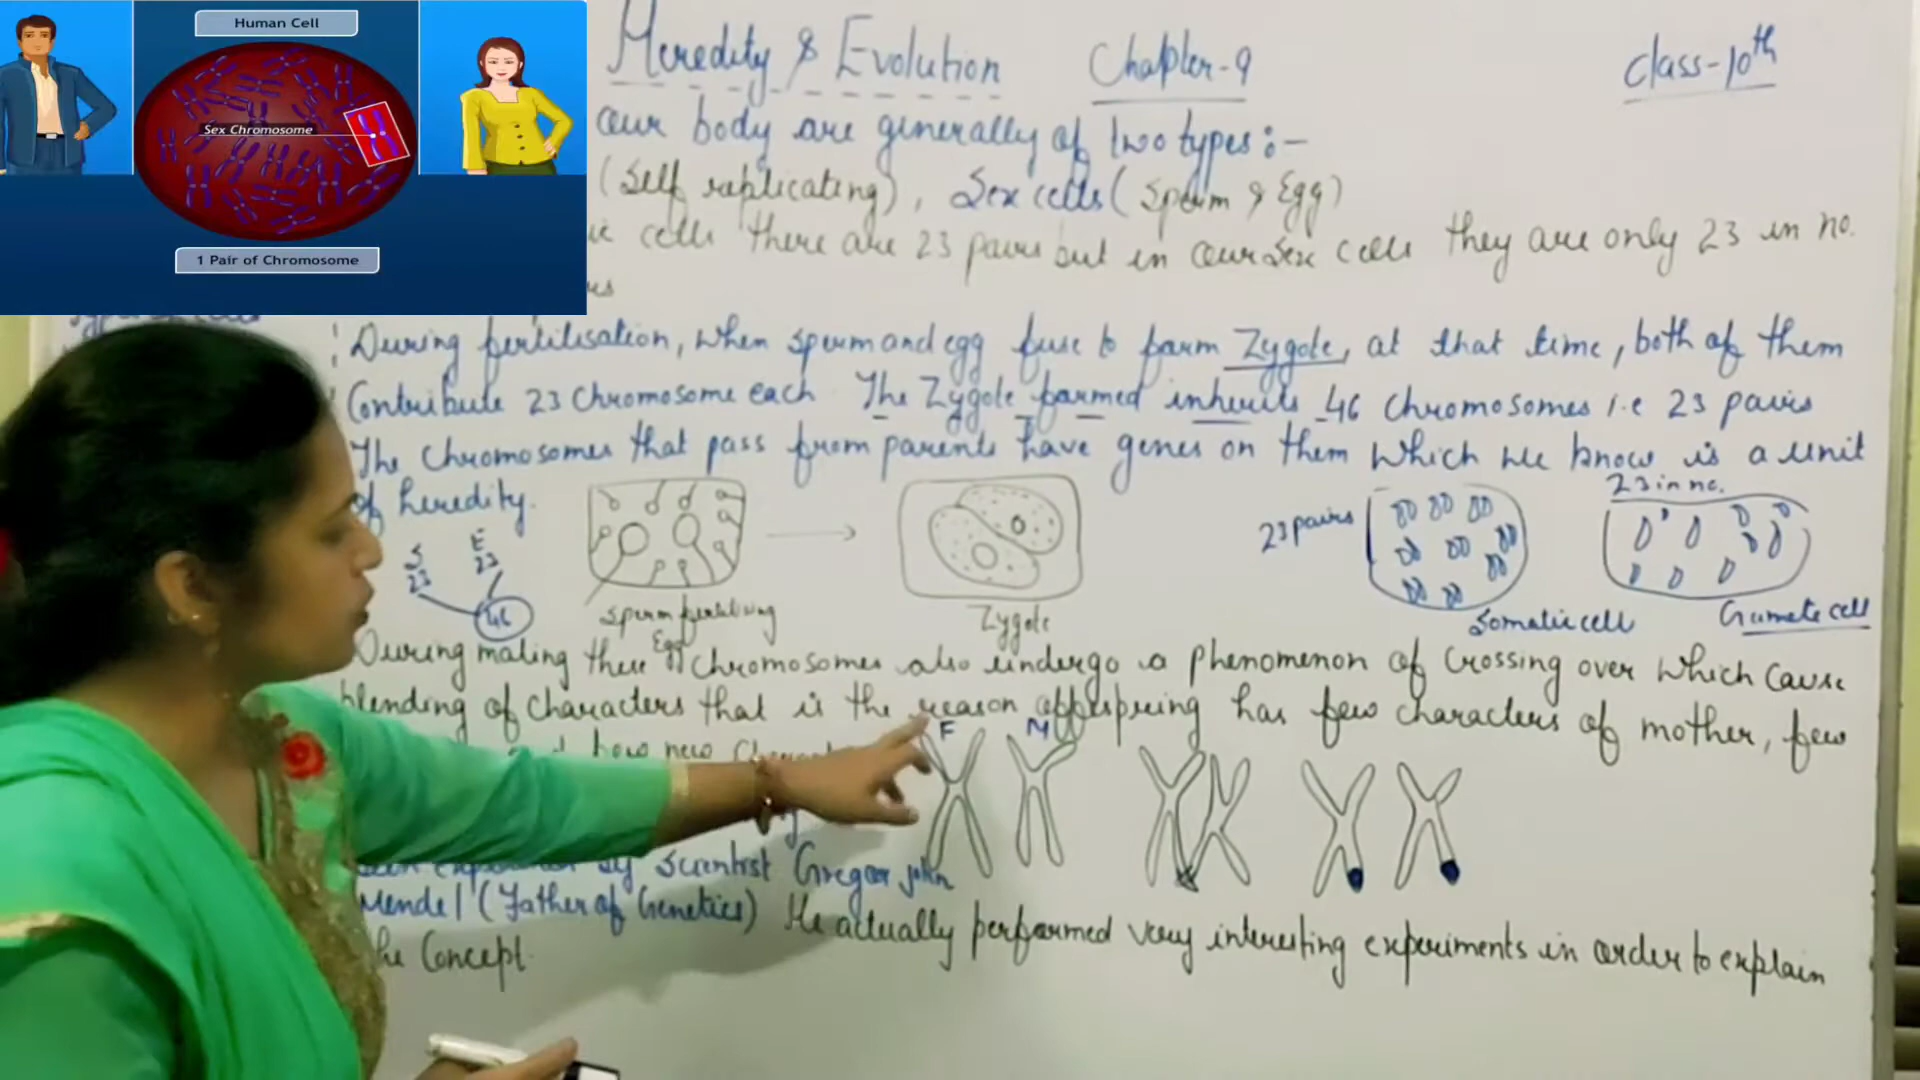 Human Cell
Sex Chromosome
1 Pair of Chromosome
Heredity & Evolution Chapter-9 Class-10th
our body are generally of two types:-
(Self replicating), Sex cells (Sperm & Egg)
cells there are 23 pairs but in our Sex cells they are only 23 in no.
During fertilisation, when sperm and egg fuse to form Zygote, at that time, both of them
Contribute 23 Chromosome each The Zygote formed inherits 46 Chromosomes i.e 23 pairs
The Chromosomes that pass from parents have genes on them which we know is a unit
of heredity.
S 23
E 23
46
Sperm fertilising Egg
Zygote
23 pairs
Somatic cell
23 in no.
Gamete cell
During mating these Chromosomes also undergo a phenomenon of Crossing over which cause
blending of characters that is the reason offspring has few characters of mother, few
how new
F M
by Scientist Gregor John
Mendel (Father of Genetics) He actually performed very interesting experiments in order to explain
the Concept.